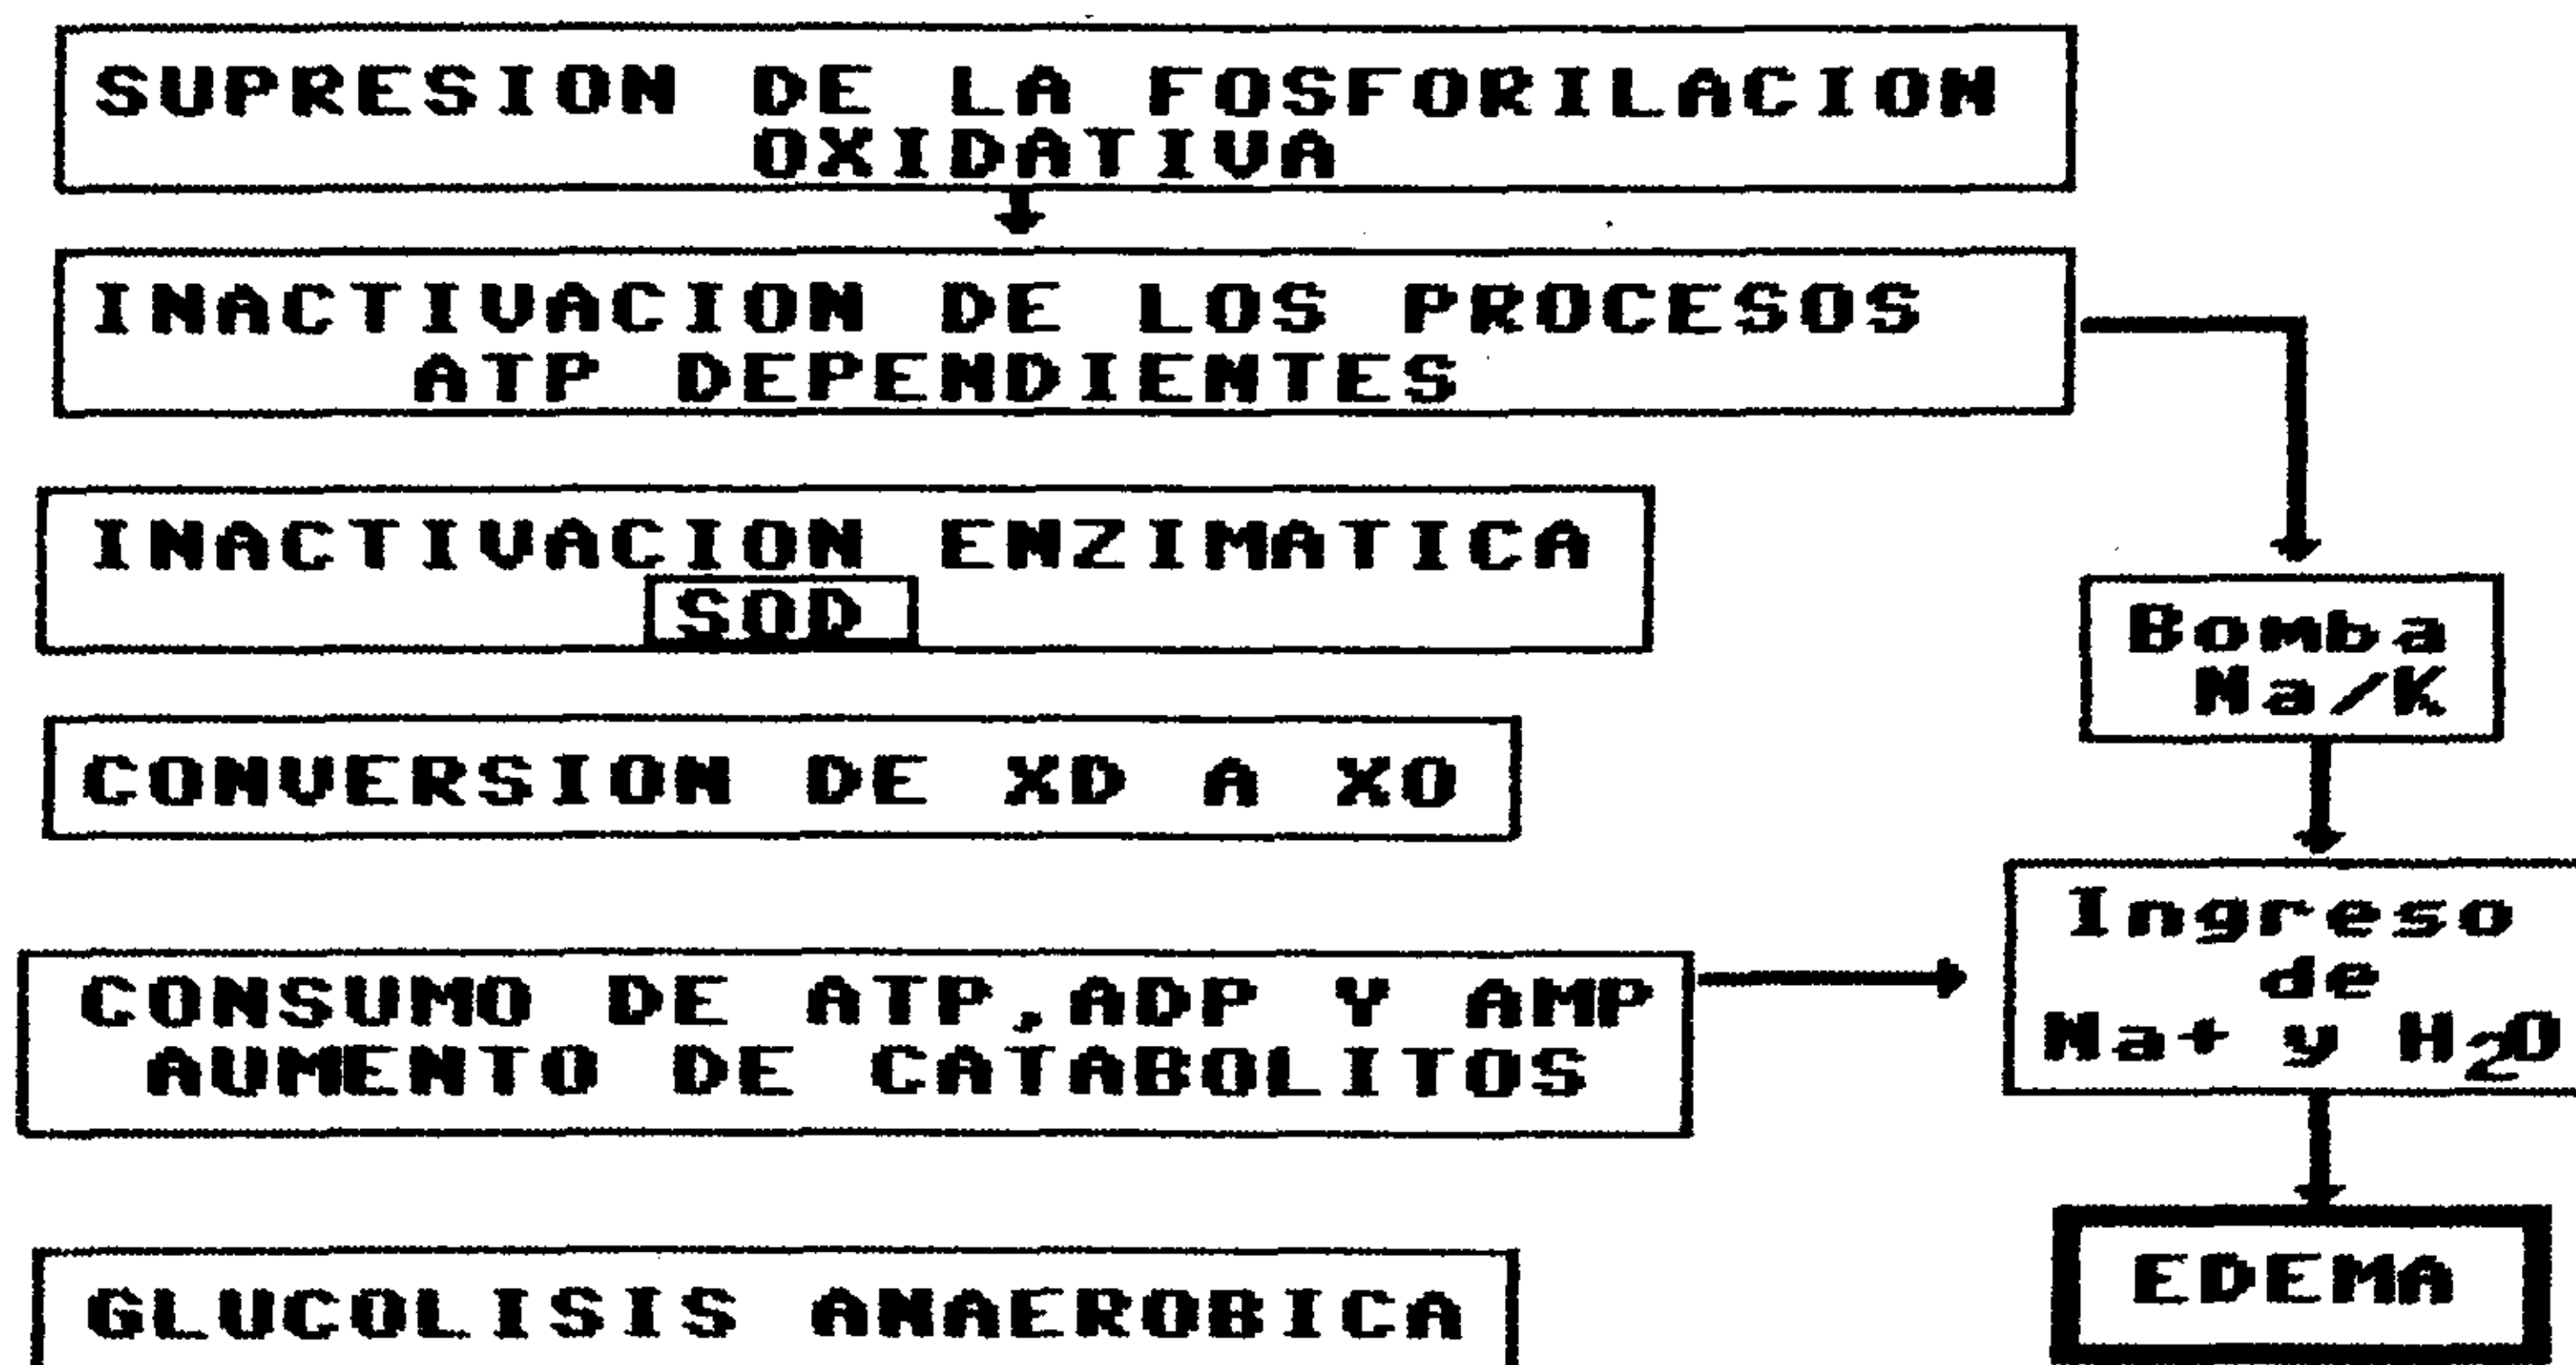 SUPRESION DE LA FOSFORILACION
OXIDATIVA
INACTIVACION DE LOS PROCESOS
ATP DEPENDIENTES
INACTIVACION ENZIMATICA
SOD
CONVERSION DE XD A XO
CONSUMO DE ATP,ADP Y AMP
AUMENTO DE CATABOLITOS
GLUCOLISIS ANAEROBICA
Bomba
Na/K
Ingreso
de
Na+ y H₂O
EDEMA